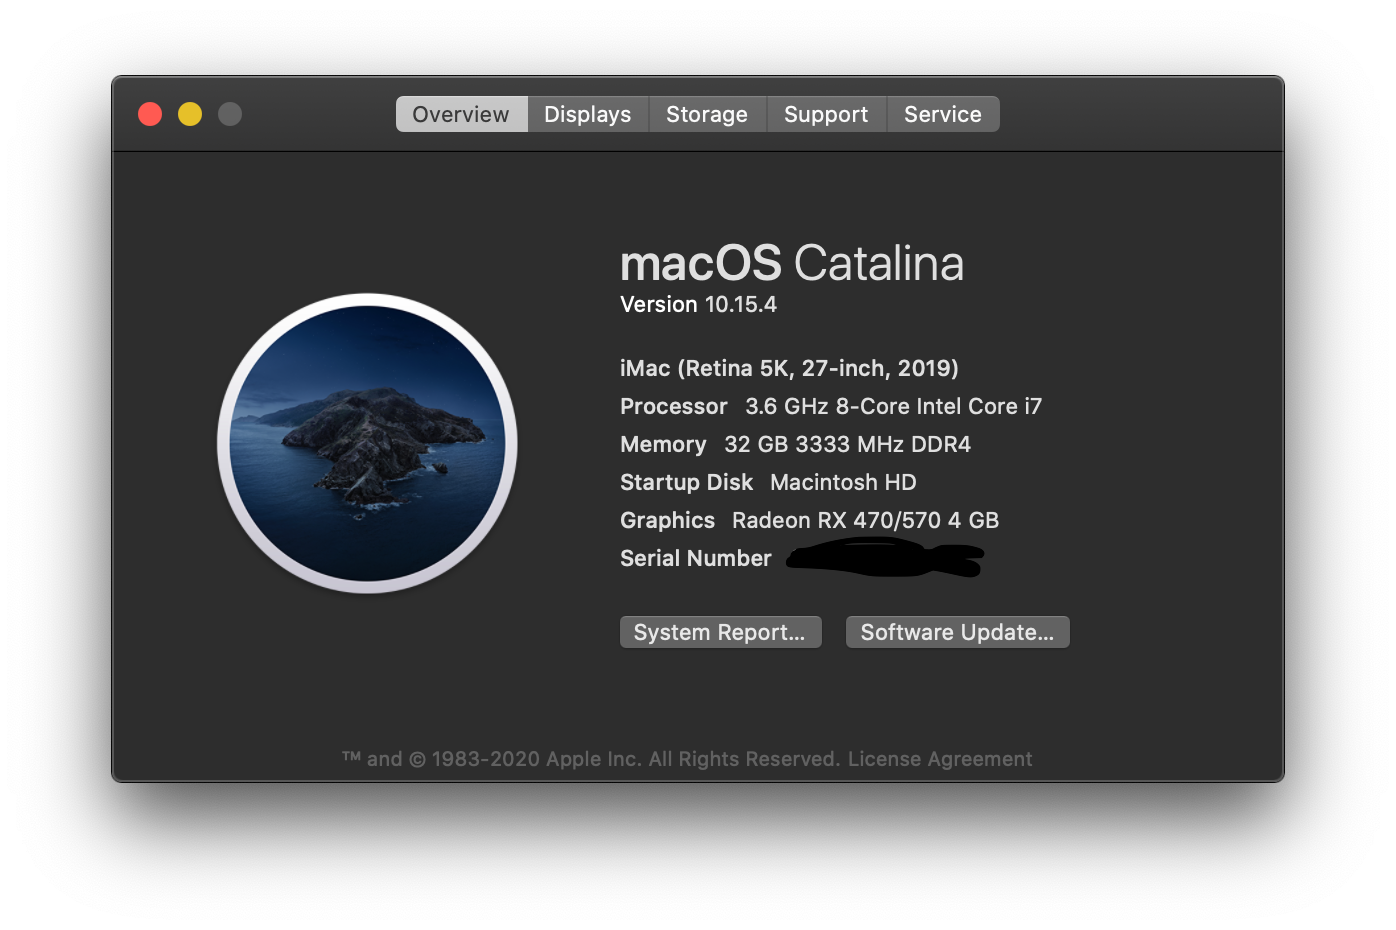 Overview Displays Storage Support Service
macOS Catalina
Version 10.15.4
iMac (Retina 5K, 27-inch, 2019)
Processor 3.6 GHz 8-Core Intel Core i7
Memory 32 GB 3333 MHz DDR4
Startup Disk Macintosh HD
Graphics Radeon RX 470/570 4 GB
Serial Number
System Report... Software Update...
™ and © 1983-2020 Apple Inc. All Rights Reserved. License Agreement